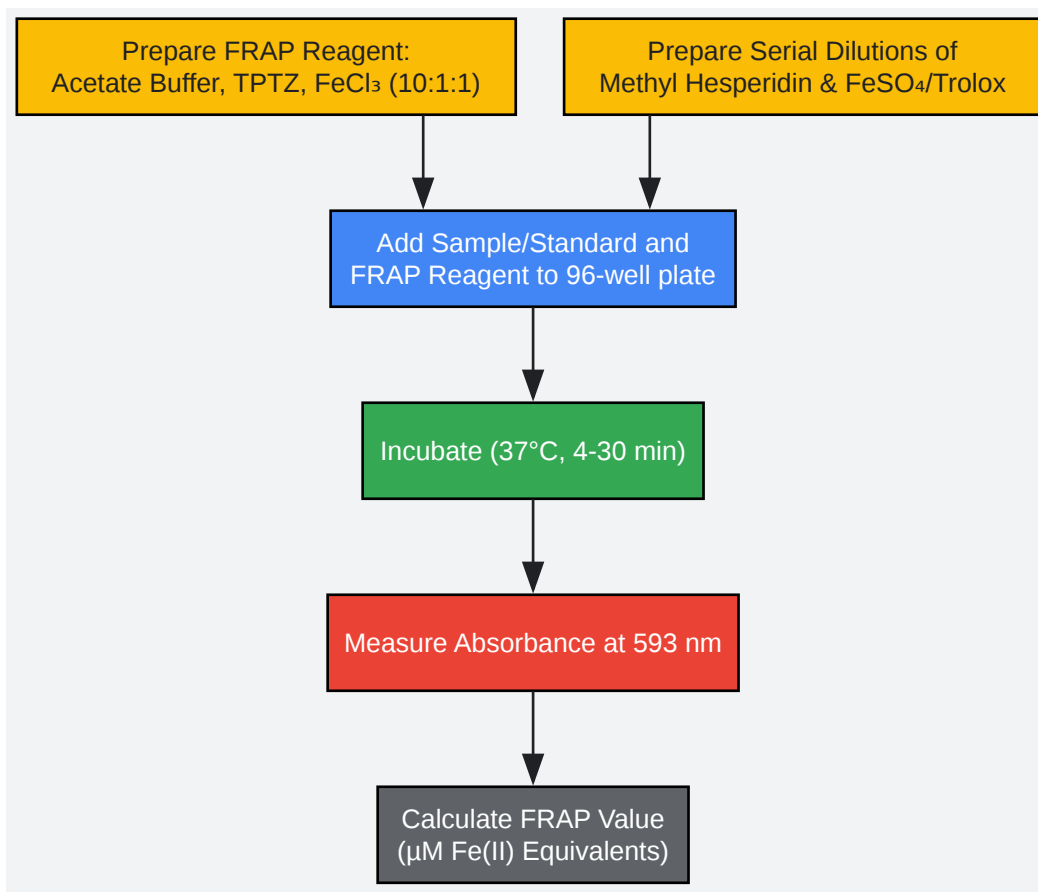 Prepare FRAP Reagent:
Acetate Buffer, TPTZ, FeCl₃ (10:1:1)
Prepare Serial Dilutions of
Methyl Hesperidin & FeSO₄/Trolox
Add Sample/Standard and
FRAP Reagent to 96-well plate
Incubate (37°C, 4-30 min)
Measure Absorbance at 593 nm
Calculate FRAP Value
(µM Fe(II) Equivalents)